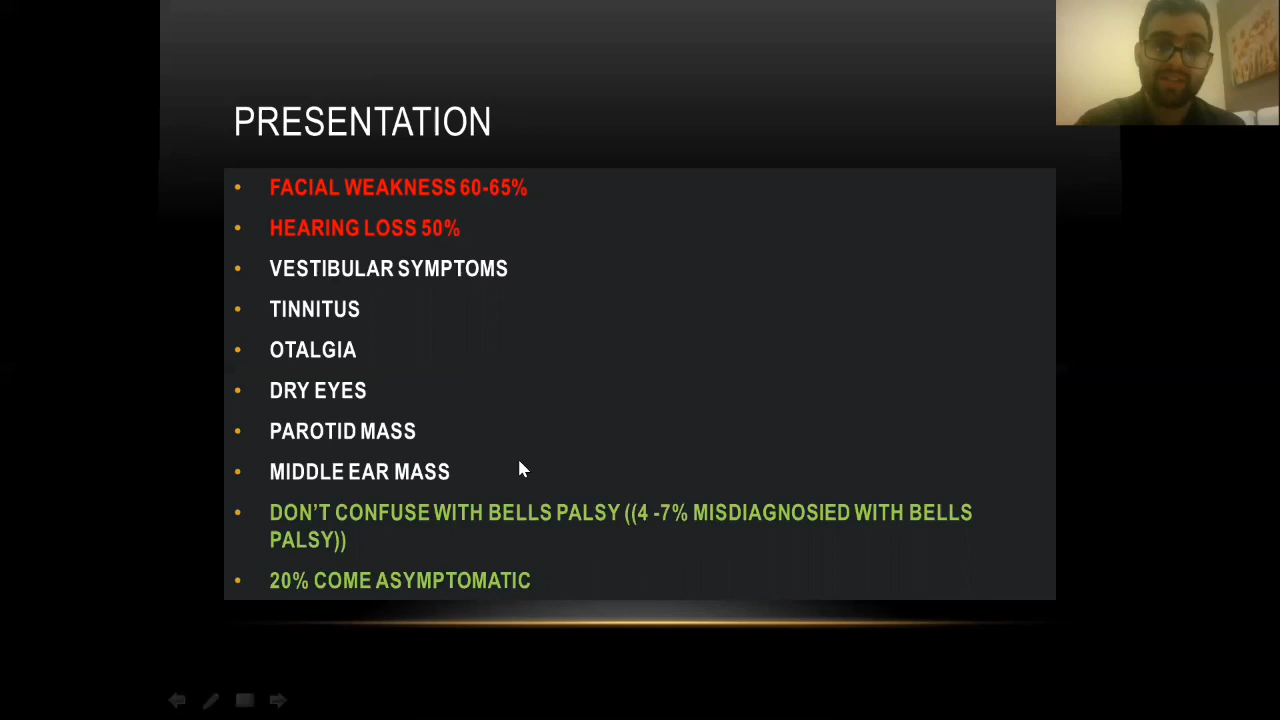 PRESENTATION
• FACIAL WEAKNESS 60-65%
• HEARING LOSS 50%
• VESTIBULAR SYMPTOMS
• TINNITUS
• OTALGIA
• DRY EYES
• PAROTID MASS
• MIDDLE EAR MASS
• DON’T CONFUSE WITH BELLS PALSY ((4 -7% MISDIAGNOSIED WITH BELLS
PALSY))
• 20% COME ASYMPTOMATIC